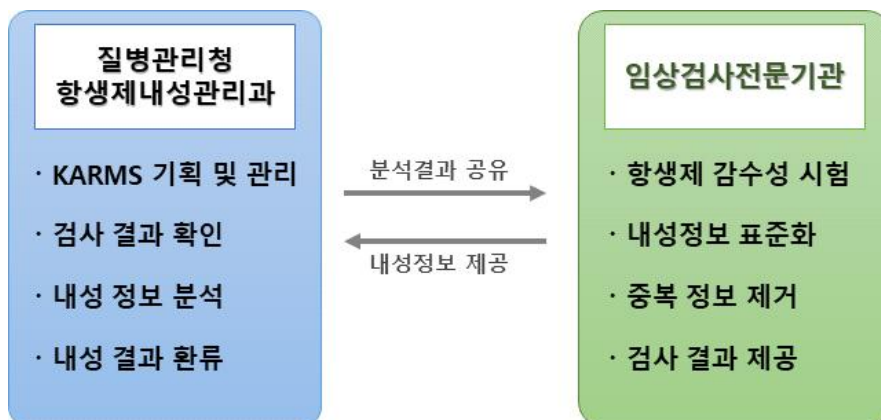 질병관리청
항생제내성관리과
· KARMS 기획 및 관리
· 검사 결과 확인
· 내성 정보 분석
· 내성 결과 환류
분석결과 공유
내성정보 제공
임상검사전문기관
· 항생제 감수성 시험
· 내성정보 표준화
· 중복 정보 제거
· 검사 결과 제공